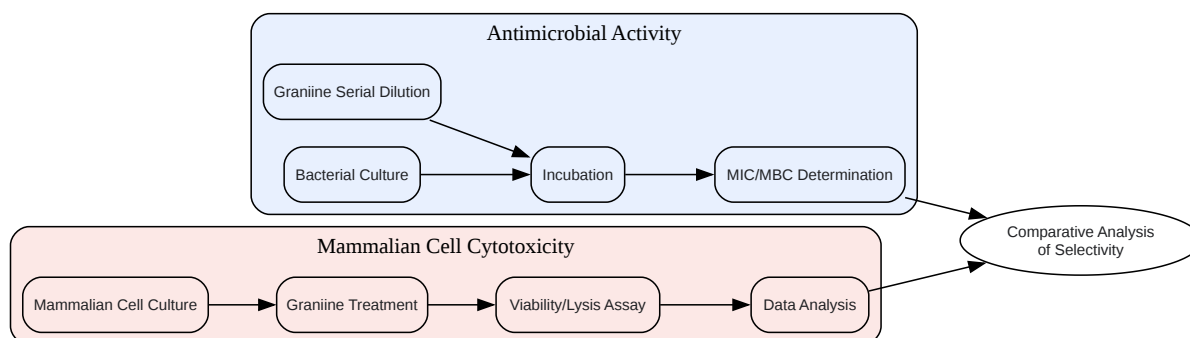 Antimicrobial Activity
Graniine Serial Dilution
Bacterial Culture
Incubation
MIC/MBC Determination
Comparative Analysis
of Selectivity
Mammalian Cell Cytotoxicity
Mammalian Cell Culture
Graniine Treatment
Viability/Lysis Assay
Data Analysis